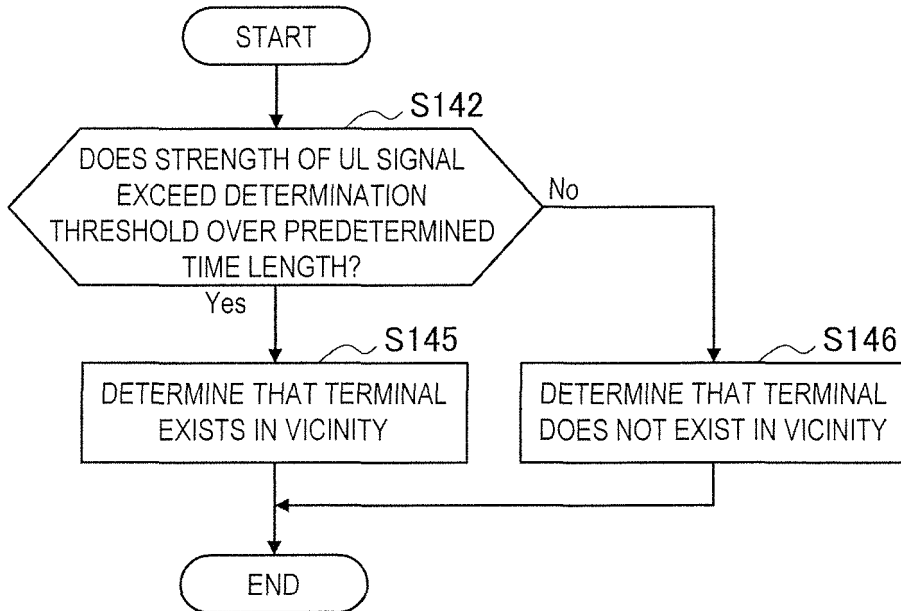 START
S142
DOES STRENGTH OF UL SIGNAL
EXCEED DETERMINATION
THRESHOLD OVER PREDETERMINED
TIME LENGTH?
No
Yes
S145
DETERMINE THAT TERMINAL
EXISTS IN VICINITY
S146
DETERMINE THAT TERMINAL
DOES NOT EXIST IN VICINITY
END